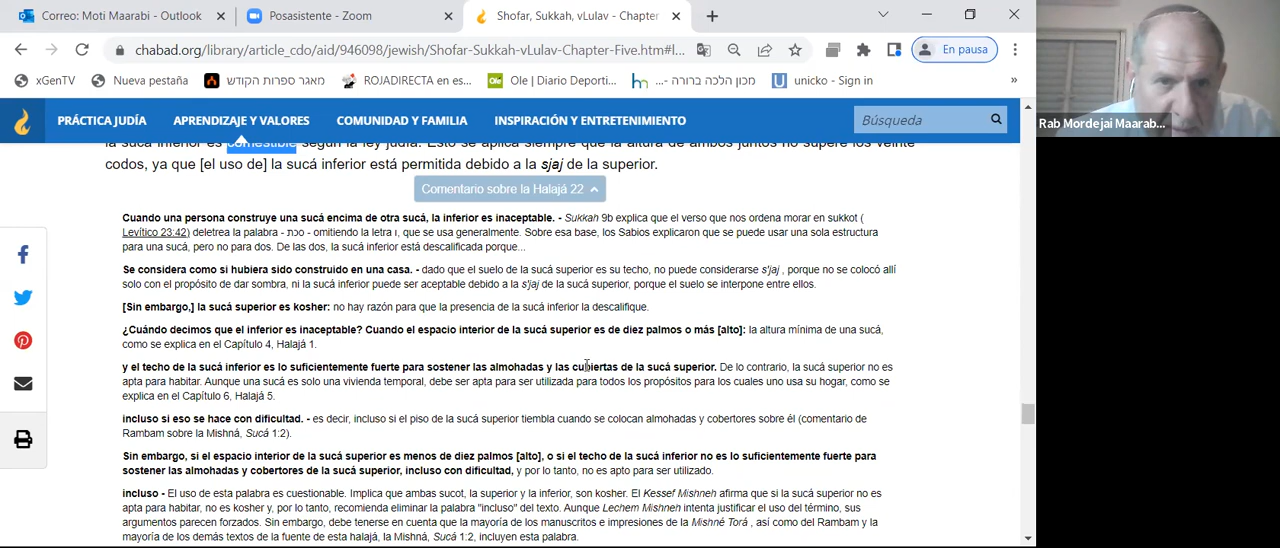 Correo: Moti Maarabi - Outlook
Posasistente - Zoom
Shofar, Sukkah, vLulav - Chapter
chabad.org/library/article_cdo/aid/946098/jewish/Shofar-Sukkah-vLulav-Chapter-Five.htm#l...
En pausa
xGenTV
Nueva pestaña
מאגר ספרות הקודש
ROJADIRECTA en es...
Ole | Diario Deporti...
מכון הלכה ברורה -...
unicko - Sign in
»
Rab Mordejai Maarab...
PRÁCTICA JUDÍA
APRENDIZAJE Y VALORES
COMUNIDAD Y FAMILIA
INSPIRACIÓN Y ENTRETENIMIENTO
Búsqueda
la sucá inferior es comestible según la ley judía. Esto se aplica siempre que la altura de ambos juntos no supere los veinte
codos, ya que [el uso de] la sucá inferior está permitida debido a la sjaj de la superior.
Comentario sobre la Halajá 22
Cuando una persona construye una sucá encima de otra sucá, la inferior es inaceptable. - Sukkah 9b explica que el verso que nos ordena morar en sukkot (
Levítico 23:42) deletrea la palabra - סכת - omitiendo la letra ו, que se usa generalmente. Sobre esa base, los Sabios explicaron que se puede usar una sola estructura
para una sucá, pero no para dos. De las dos, la sucá inferior está descalificada porque...
Se considera como si hubiera sido construido en una casa. - dado que el suelo de la sucá superior es su techo, no puede considerarse s'jaj , porque no se colocó allí
solo con el propósito de dar sombra, ni la sucá inferior puede ser aceptable debido a la s'jaj de la sucá superior, porque el suelo se interpone entre ellos.
[Sin embargo,] la sucá superior es kosher: no hay razón para que la presencia de la sucá inferior la descalifique.
¿Cuándo decimos que el inferior es inaceptable? Cuando el espacio interior de la sucá superior es de diez palmos o más [alto]: la altura mínima de una sucá,
como se explica en el Capítulo 4, Halajá 1.
y el techo de la sucá inferior es lo suficientemente fuerte para sostener las almohadas y las cubiertas de la sucá superior. De lo contrario, la sucá superior no es
apta para habitar. Aunque una sucá es solo una vivienda temporal, debe ser apta para ser utilizada para todos los propósitos para los cuales uno usa su hogar, como se
explica en el Capítulo 6, Halajá 5.
incluso si eso se hace con dificultad. - es decir, incluso si el piso de la sucá superior tiembla cuando se colocan almohadas y cobertores sobre él (comentario de
Rambam sobre la Mishná, Sucá 1:2).
Sin embargo, si el espacio interior de la sucá superior es menos de diez palmos [alto], o si el techo de la sucá inferior no es lo suficientemente fuerte para
sostener las almohadas y cobertores de la sucá superior, incluso con dificultad, y por lo tanto, no es apto para ser utilizado.
incluso - El uso de esta palabra es cuestionable. Implica que ambas sucot, la superior y la inferior, son kosher. El Kessef Mishneh afirma que si la sucá superior no es
apta para habitar, no es kosher y, por lo tanto, recomienda eliminar la palabra "incluso" del texto. Aunque Lechem Mishneh intenta justificar el uso del término, sus
argumentos parecen forzados. Sin embargo, debe tenerse en cuenta que la mayoría de los manuscritos e impresiones de la Mishné Torá , así como del Rambam y la
mayoría de los demás textos de la fuente de esta halajá, la Mishná, Sucá 1:2, incluyen esta palabra.